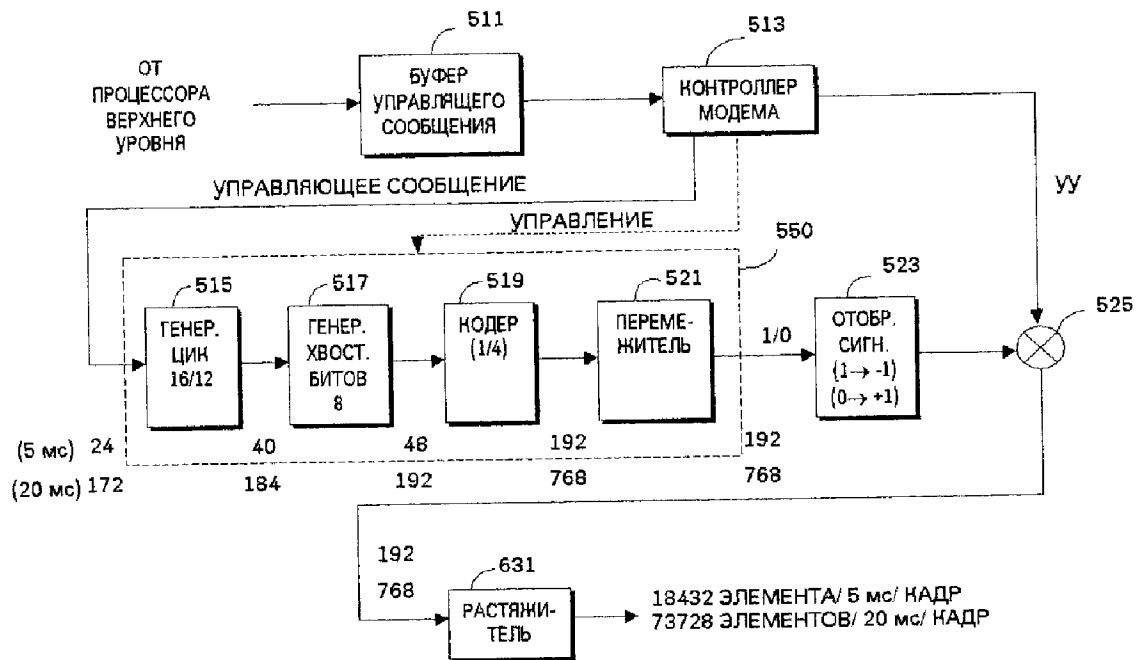 511
513
ОТ
ПРОЦЕССОРА
ВЕРХНЕГО
УРОВНЯ
БУФЕР
УПРАВЛЯЩЕГО
СООБЩЕНИЯ
КОНТРОЛЛЕР
МОДЕМА
УПРАВЛЯЮЩЕЕ СООБЩЕНИЕ
УУ
УПРАВЛЕНИЕ
550
515
517
519
521
523
525
ГЕНЕР.
ЦИК
16/12
ГЕНЕР.
ХВОСТ.
БИТОВ
8
КОДЕР
(1/4)
ПЕРЕМЕ-
ЖИТЕЛЬ
1/0
ОТОБР.
СИГН.
(1→ -1)
(0→ +1)
(5 мс) 24 40 48 192 192
(20 мс) 172 184 192 768 768
192
768
631
РАСТЯЖИ-
ТЕЛЬ
18432 ЭЛЕМЕНТА/ 5 мс/ КАДР
73728 ЭЛЕМЕНТОВ/ 20 мс/ КАДР